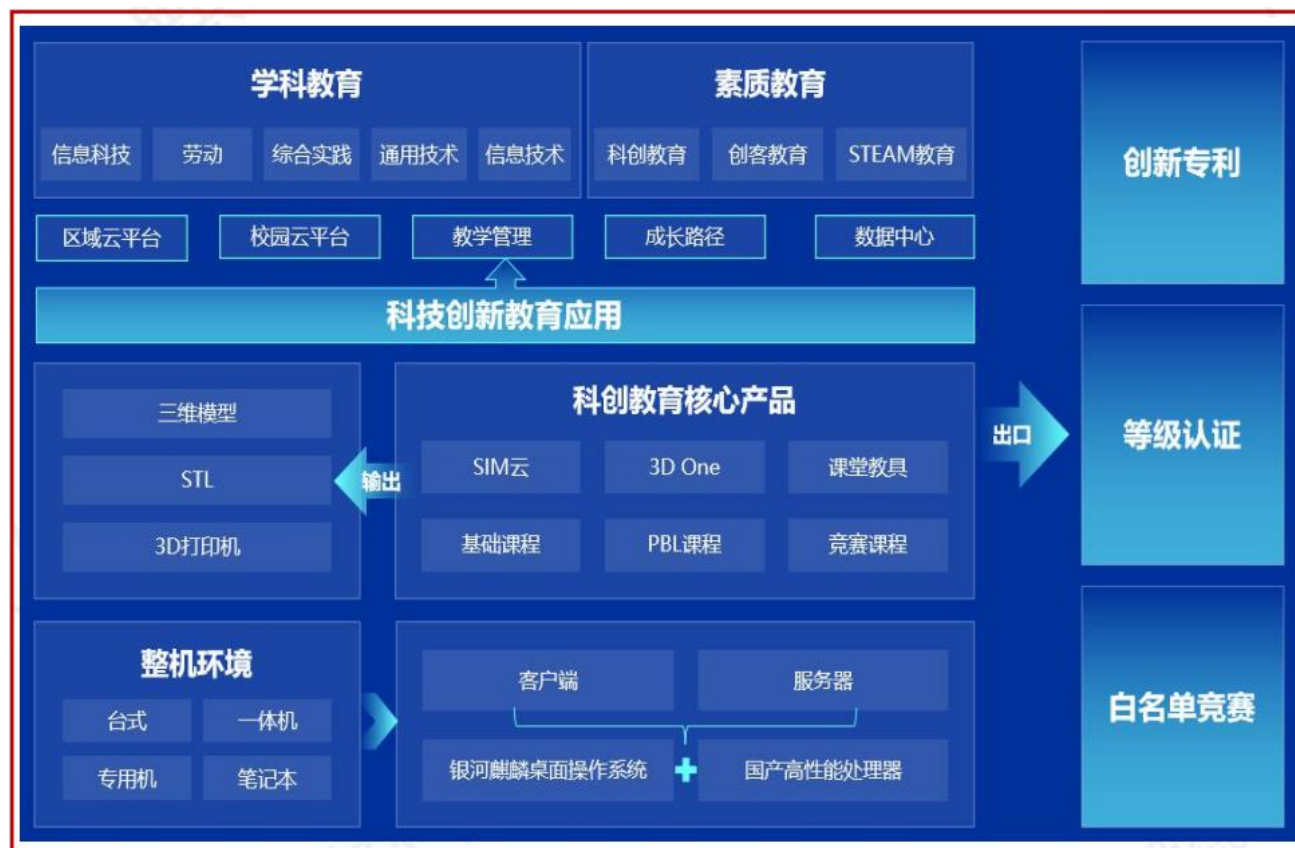 学科教育
信息科技 劳动 综合实践 通用技术 信息技术
素质教育
科创教育 创客教育 STEAM教育
区域云平台 校园云平台 教学管理 成长路径 数据中心
科技创新教育应用
三维模型
STL
3D打印机
输出
科创教育核心产品
SIM云 3D One 课堂教具
基础课程 PBL课程 竞赛课程
整机环境
台式 一体机
专用机 笔记本
客户端 服务器
银河麒麟桌面操作系统 国产高性能处理器
出口
创新专利
等级认证
白名单竞赛